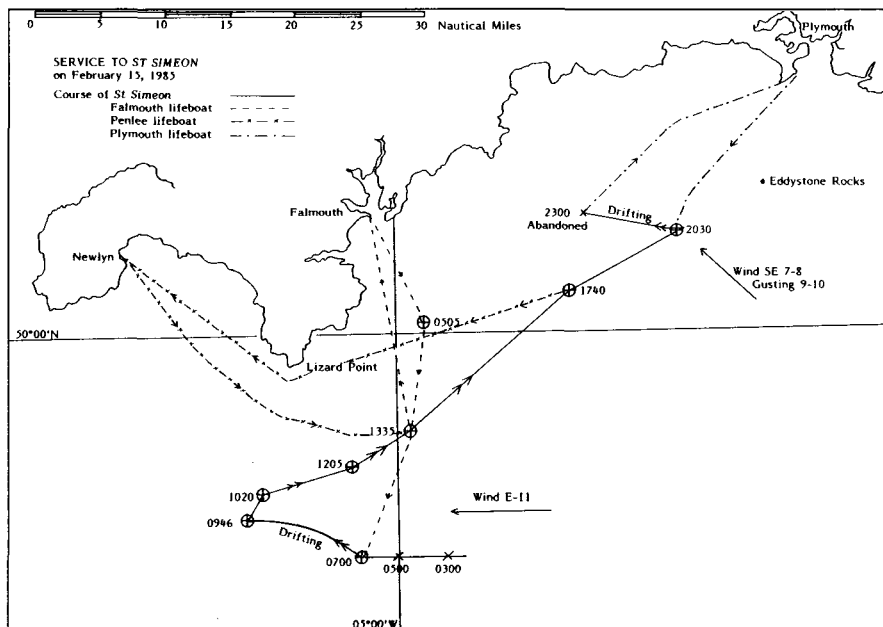 0 5 10 15 20 25 30 Nautical Miles
Plymouth
SERVICE TO ST SIMEON
on February 15, 1985
Course of St Simeon
Falmouth lifeboat
Penlee lifeboat
Plymouth lifeboat
Eddystone Rocks
Falmouth
2300
Abandoned
Drifting
2030
Newlyn
Wind SE 7-8
Gusting 9-10
1740
0505
50°00'N
Lizard Point
1335
1205
1020
Wind E-11
0946
Drifting
0700
0500
0300
05°00'W